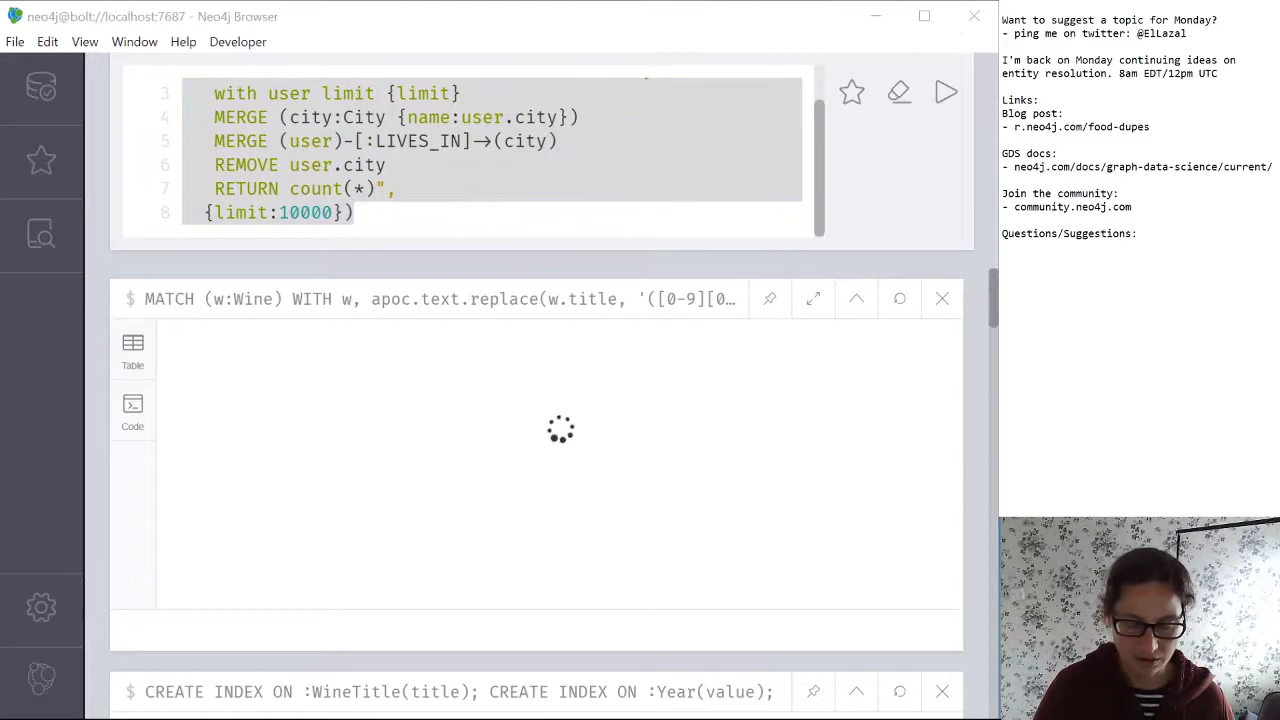 neo4j@bolt://localhost:7687 - Neo4j Browser
File Edit View Window Help Developer
3 with user limit {limit}
4 MERGE (city:City {name:user.city})
5 MERGE (user)-[:LIVES_IN]->(city)
6 REMOVE user.city
7 RETURN count(*)",
8 {limit:10000})
$ MATCH (w:Wine) WITH w, apoc.text.replace(w.title, '([0-9][0…
Table
Code
$ CREATE INDEX ON :WineTitle(title); CREATE INDEX ON :Year(value);
Want to suggest a topic for Monday?
- ping me on twitter: @ElLazal
I'm back on Monday continuing ideas on
entity resolution. 8am EDT/12pm UTC
Links:
Blog post:
- r.neo4j.com/food-dupes
GDS docs:
- neo4j.com/docs/graph-data-science/current/
Join the community:
- community.neo4j.com
Questions/Suggestions: